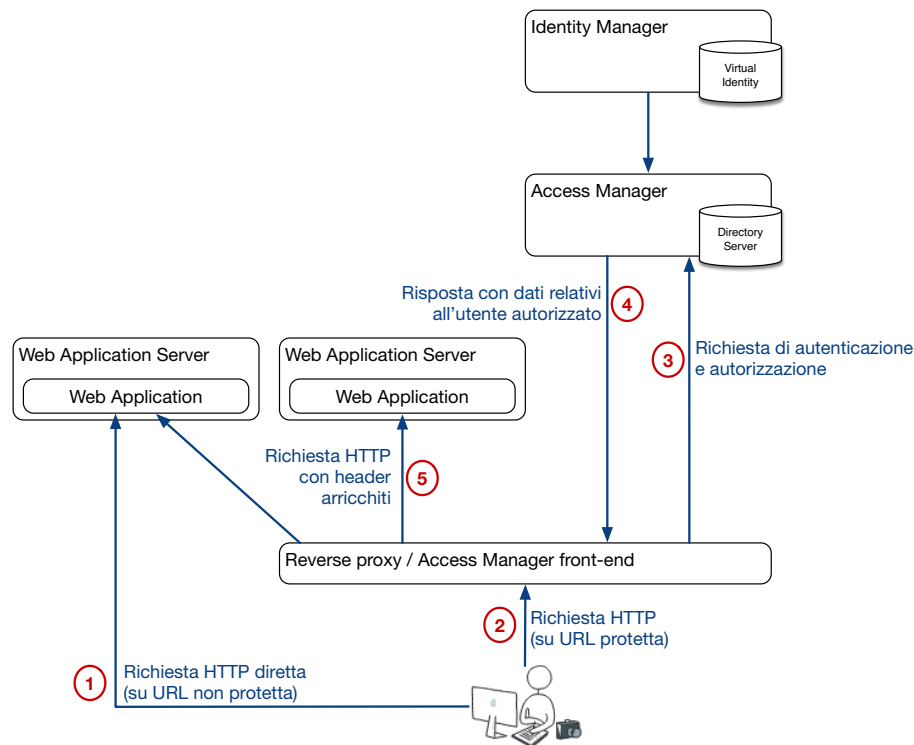 Identity Manager
Virtual
Identity
Access Manager
Directory
Server
Risposta con dati relativi
all'utente autorizzato
4
3
Richiesta di autenticazione
e autorizzazione
Web Application Server
Web Application
Web Application Server
Web Application
Richiesta HTTP
con header
arricchiti
5
Reverse proxy / Access Manager front-end
2
Richiesta HTTP
(su URL protetta)
1
Richiesta HTTP diretta
(su URL non protetta)